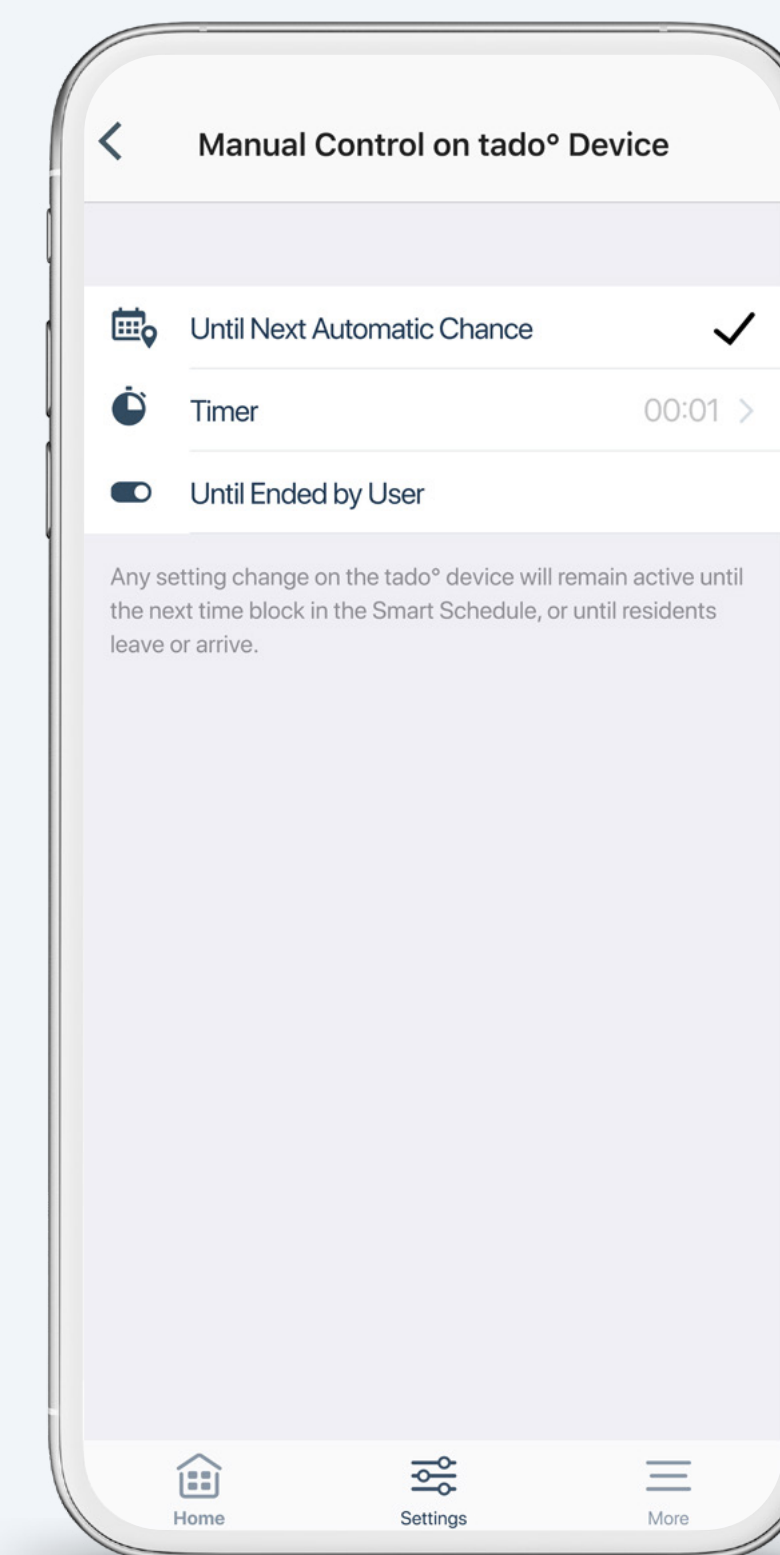 Manual Control on tado° Device
Until Next Automatic Chance
Timer 00:01
Until Ended by User
Any setting change on the tado° device will remain active until
the next time block in the Smart Schedule, or until residents
leave or arrive.
Home Settings More